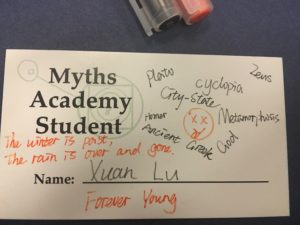 Myths
Academy
Student
Plato
cyclopia
Zeus
City-State
Homer
Metamorphosis
Ancient Greek
God
The winter is past,
The rain is over and gone.
Name: Xuan Lu
Forever Young